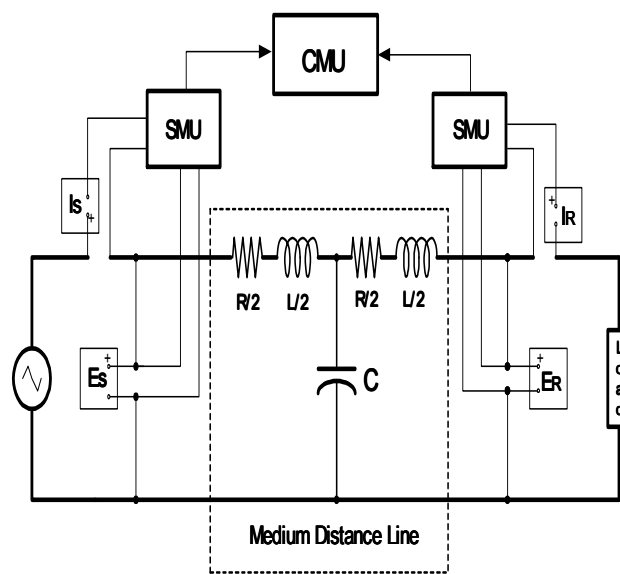 CMU
SMU
SMU
Is
+
+
IR
R/2
L/2
R/2
L/2
+
Es
C
+
ER
L
o
a
d
Medium Distance Line